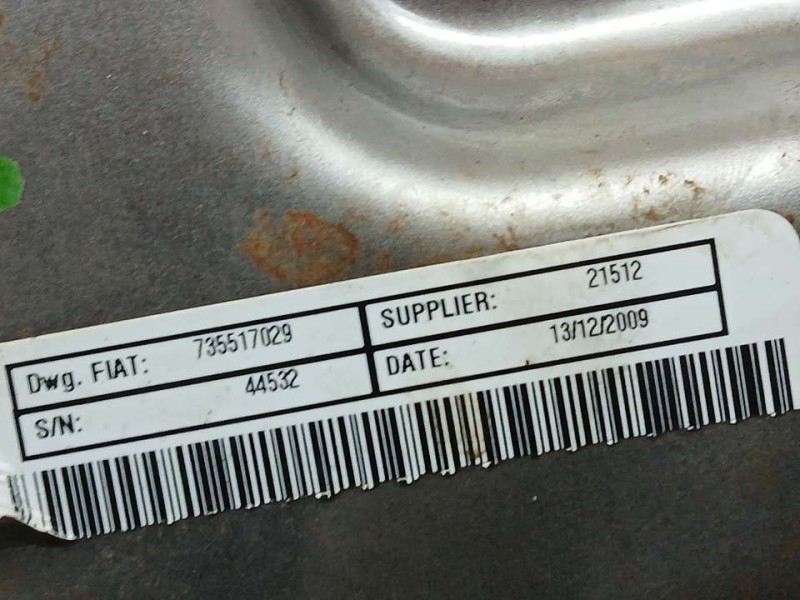 Dwg. FIAT: 735517029
SUPPLIER: 21512
S/N: 44532
DATE: 13/12/2009